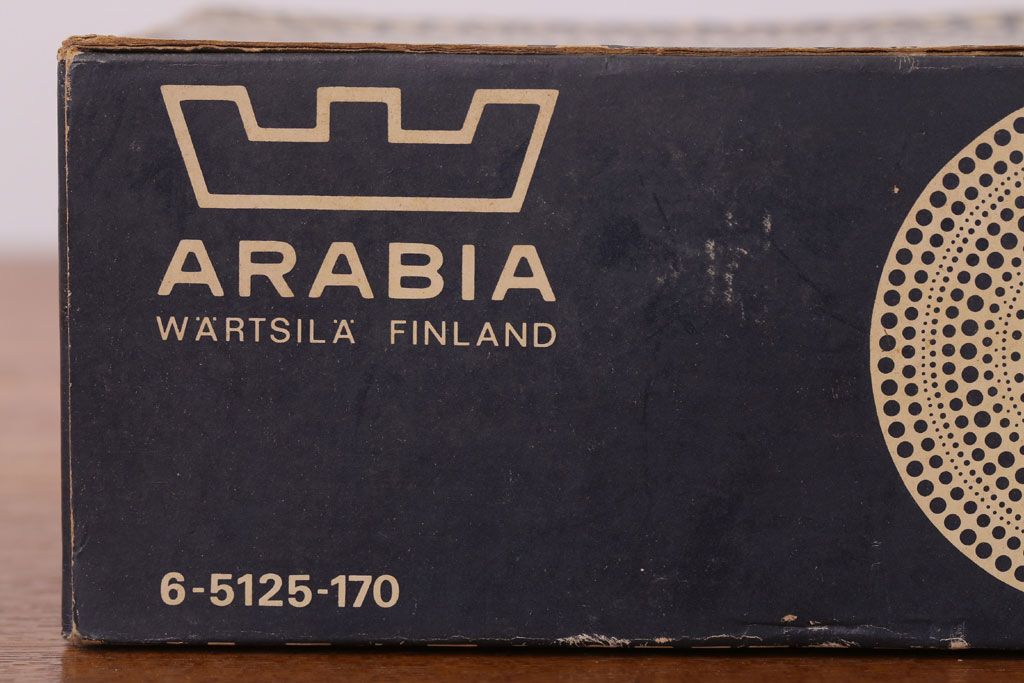 ARABIA
WÄRTSILÄ FINLAND
6-5125-170